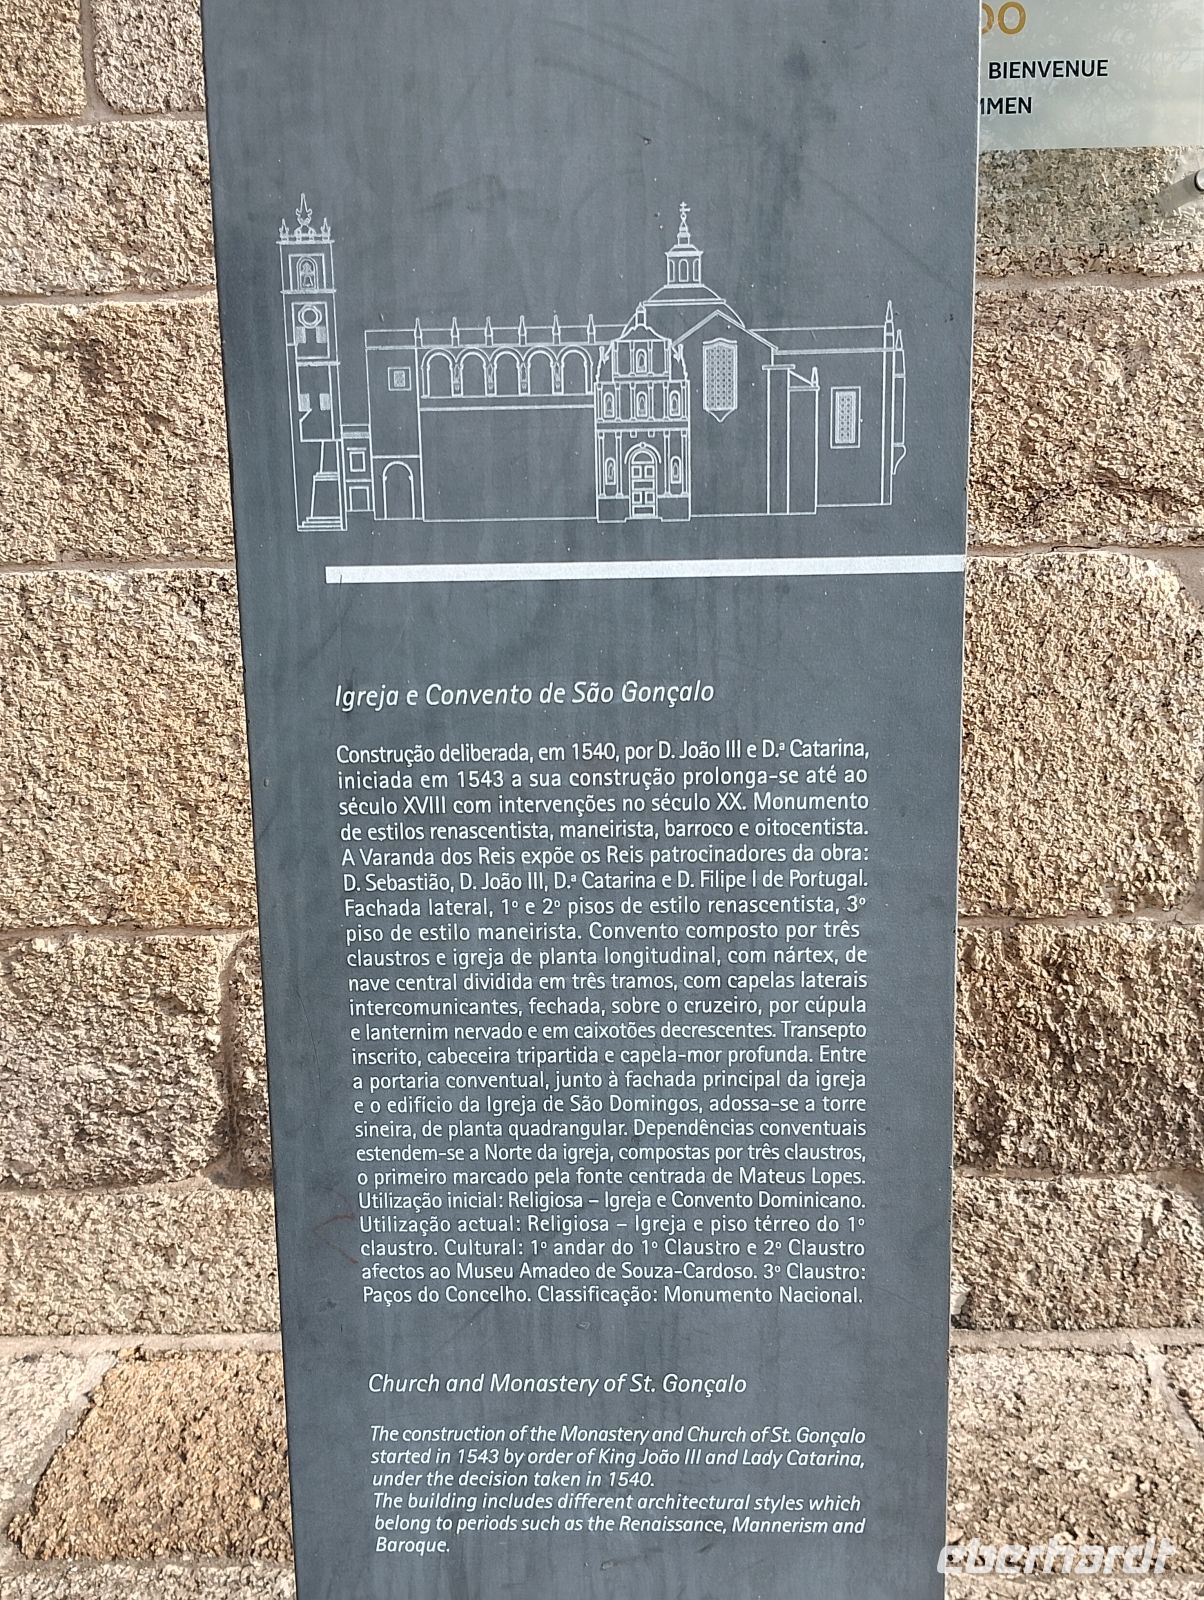 BIENVENUE
Igreja e Convento de São Gonçalo
Construção deliberada, em 1540, por D. João III e D.ª Catarina,
iniciada em 1543 a sua construção prolonga-se até ao
século XVIII com intervenções no século XX. Monumento
de estilos renascentista, maneirista, barroco e oitocentista.
A Varanda dos Reis expõe os Reis patrocinadores da obra:
D. Sebastião, D. João III, D.ª Catarina e D. Filipe I de Portugal.
Fachada lateral, 1º e 2º pisos de estilo renascentista, 3º
piso de estilo maneirista. Convento composto por três
claustros e igreja de planta longitudinal, com nártex, de
nave central dividida em três tramos, com capelas laterais
intercomunicantes, fechada, sobre o cruzeiro, por cúpula
e lanternim nervado e em caixotões decrescentes. Transepto
inscrito, cabeceira tripartida e capela-mor profunda. Entre
a portaria conventual, junto à fachada principal da igreja
e o edifício da Igreja de São Domingos, adossa-se a torre
sineira, de planta quadrangular. Dependências conventuais
estendem-se a Norte da igreja, compostas por três claustros,
o primeiro marcado pela fonte centrada de Mateus Lopes.
Utilização inicial: Religiosa – Igreja e Convento Dominicano.
Utilização actual: Religiosa – Igreja e piso térreo do 1º
claustro. Cultural: 1º andar do 1º Claustro e 2º Claustro
afectos ao Museu Amadeo de Souza-Cardoso. 3º Claustro:
Paços do Concelho. Classificação: Monumento Nacional.
Church and Monastery of St. Gonçalo
The construction of the Monastery and Church of St. Gonçalo
started in 1543 by order of King João III and Lady Catarina,
under the decision taken in 1540.
The building includes different architectural styles which
belong to periods such as the Renaissance, Mannerism and
Baroque.
eberhardt